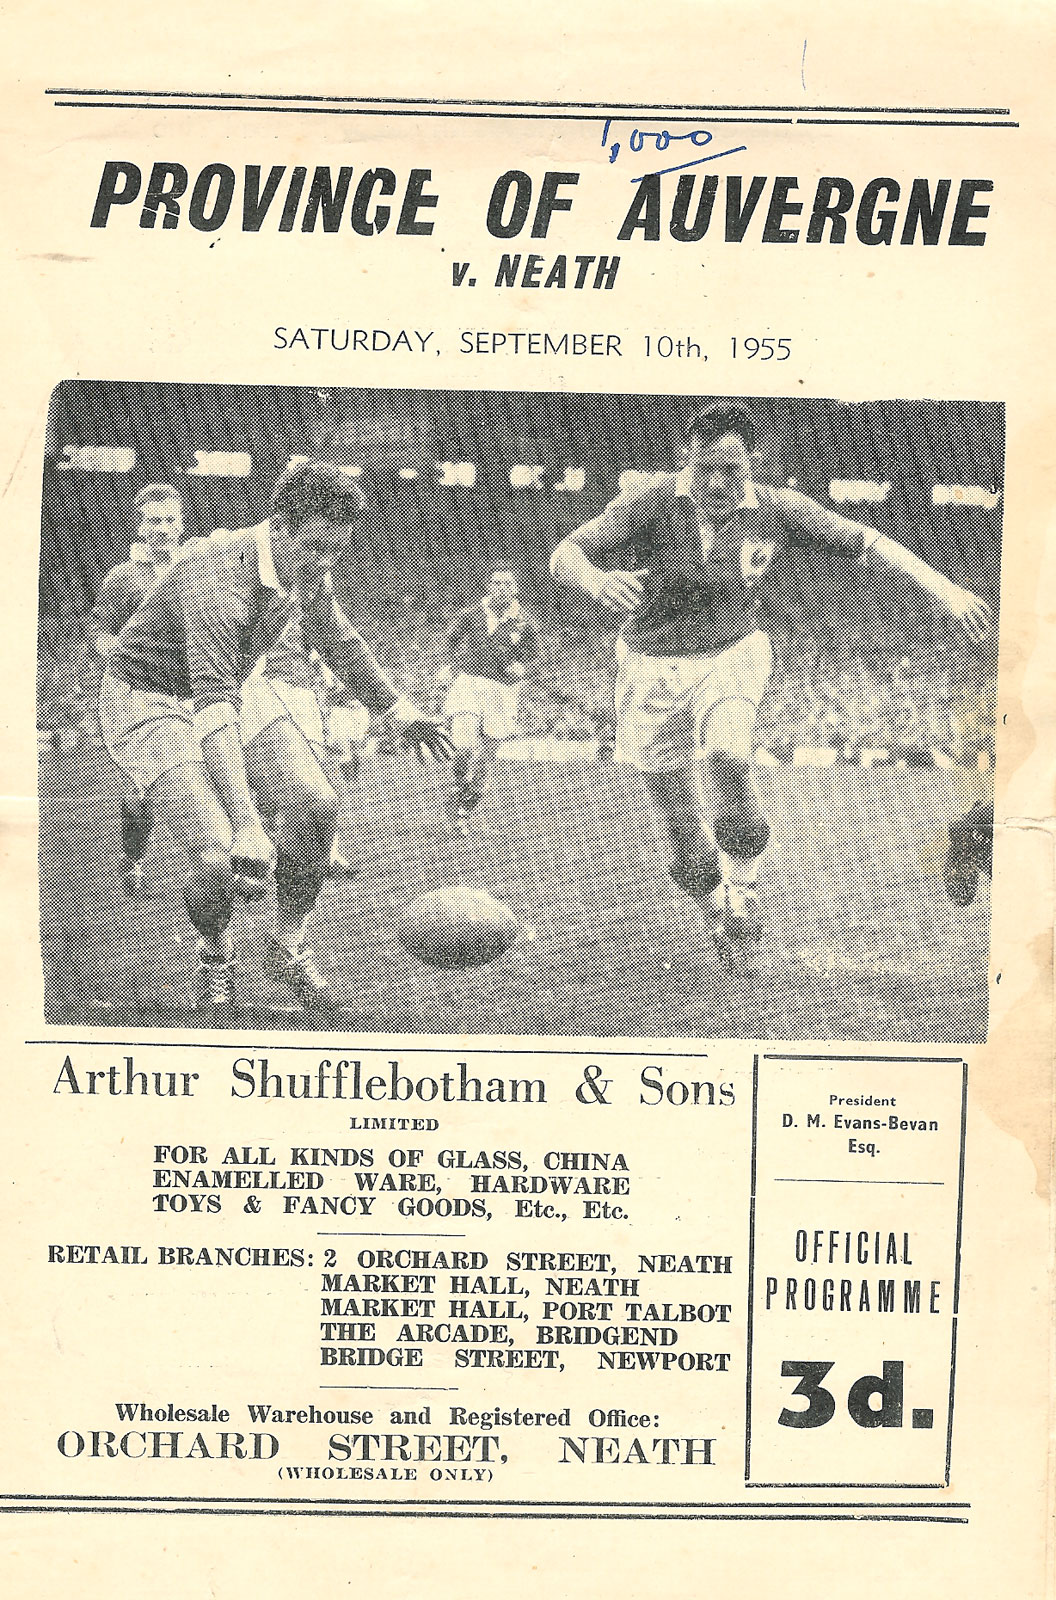 1,000
PROVINCE OF AUVERGNE
v. NEATH
SATURDAY, SEPTEMBER 10th, 1955
Arthur Shufflebotham & Sons
LIMITED
FOR ALL KINDS OF GLASS, CHINA
ENAMELLED WARE, HARDWARE
TOYS & FANCY GOODS, Etc., Etc.
RETAIL BRANCHES: 2 ORCHARD STREET, NEATH
MARKET HALL, NEATH
MARKET HALL, PORT TALBOT
THE ARCADE, BRIDGEND
BRIDGE STREET, NEWPORT
Wholesale Warehouse and Registered Office:
ORCHARD STREET, NEATH
(WHOLESALE ONLY)
President
D. M. Evans-Bevan
Esq.
OFFICIAL
PROGRAMME
3d.